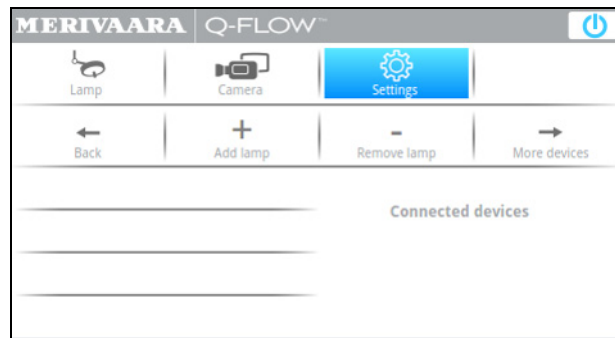 MERIVAARA Q-FLOW™
Lamp Camera Settings
Back Add lamp Remove lamp More devices
Connected devices